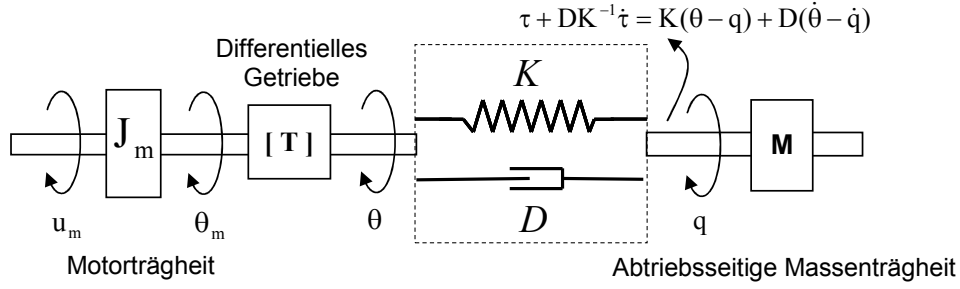 τ + DK⁻¹τ̇ = K(θ − q) + D(θ̇ − q̇)
Differentielles
Getriebe
K
J_m
[ T ]
M
D
u_m
θ_m
θ
q
Motorträgheit
Abtriebsseitige Massenträgheit